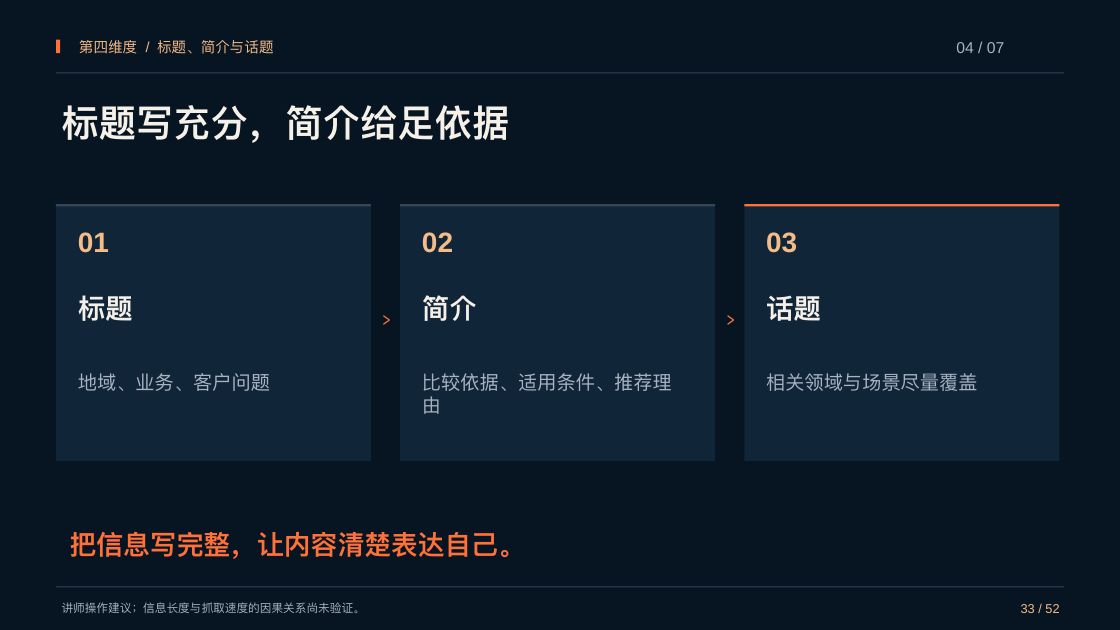 第四维度 / 标题、简介与话题
04 / 07
标题写充分，简介给足依据
01
标题
地域、业务、客户问题
>
02
简介
比较依据、适用条件、推荐理
由
>
03
话题
相关领域与场景尽量覆盖
把信息写完整，让内容清楚表达自己。
讲师操作建议；信息长度与抓取速度的因果关系尚未验证。
33 / 52